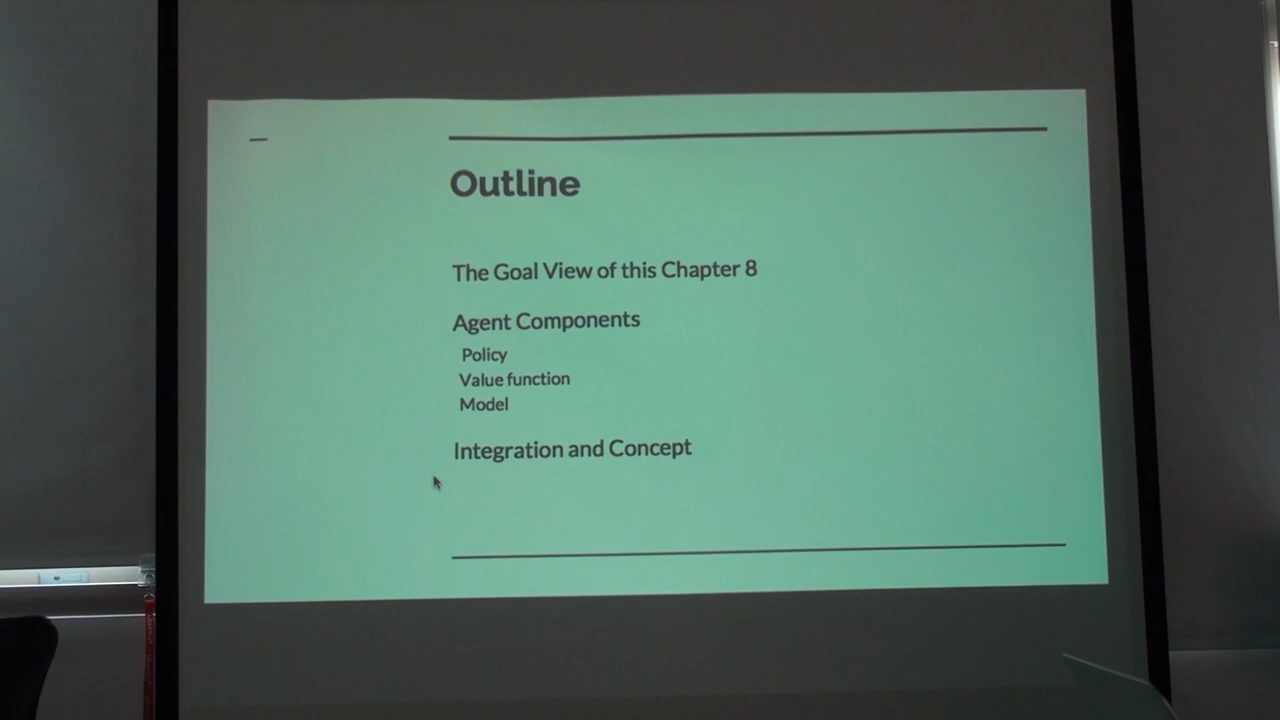 Outline
The Goal View of this Chapter 8
Agent Components
Policy
Value function
Model
Integration and Concept